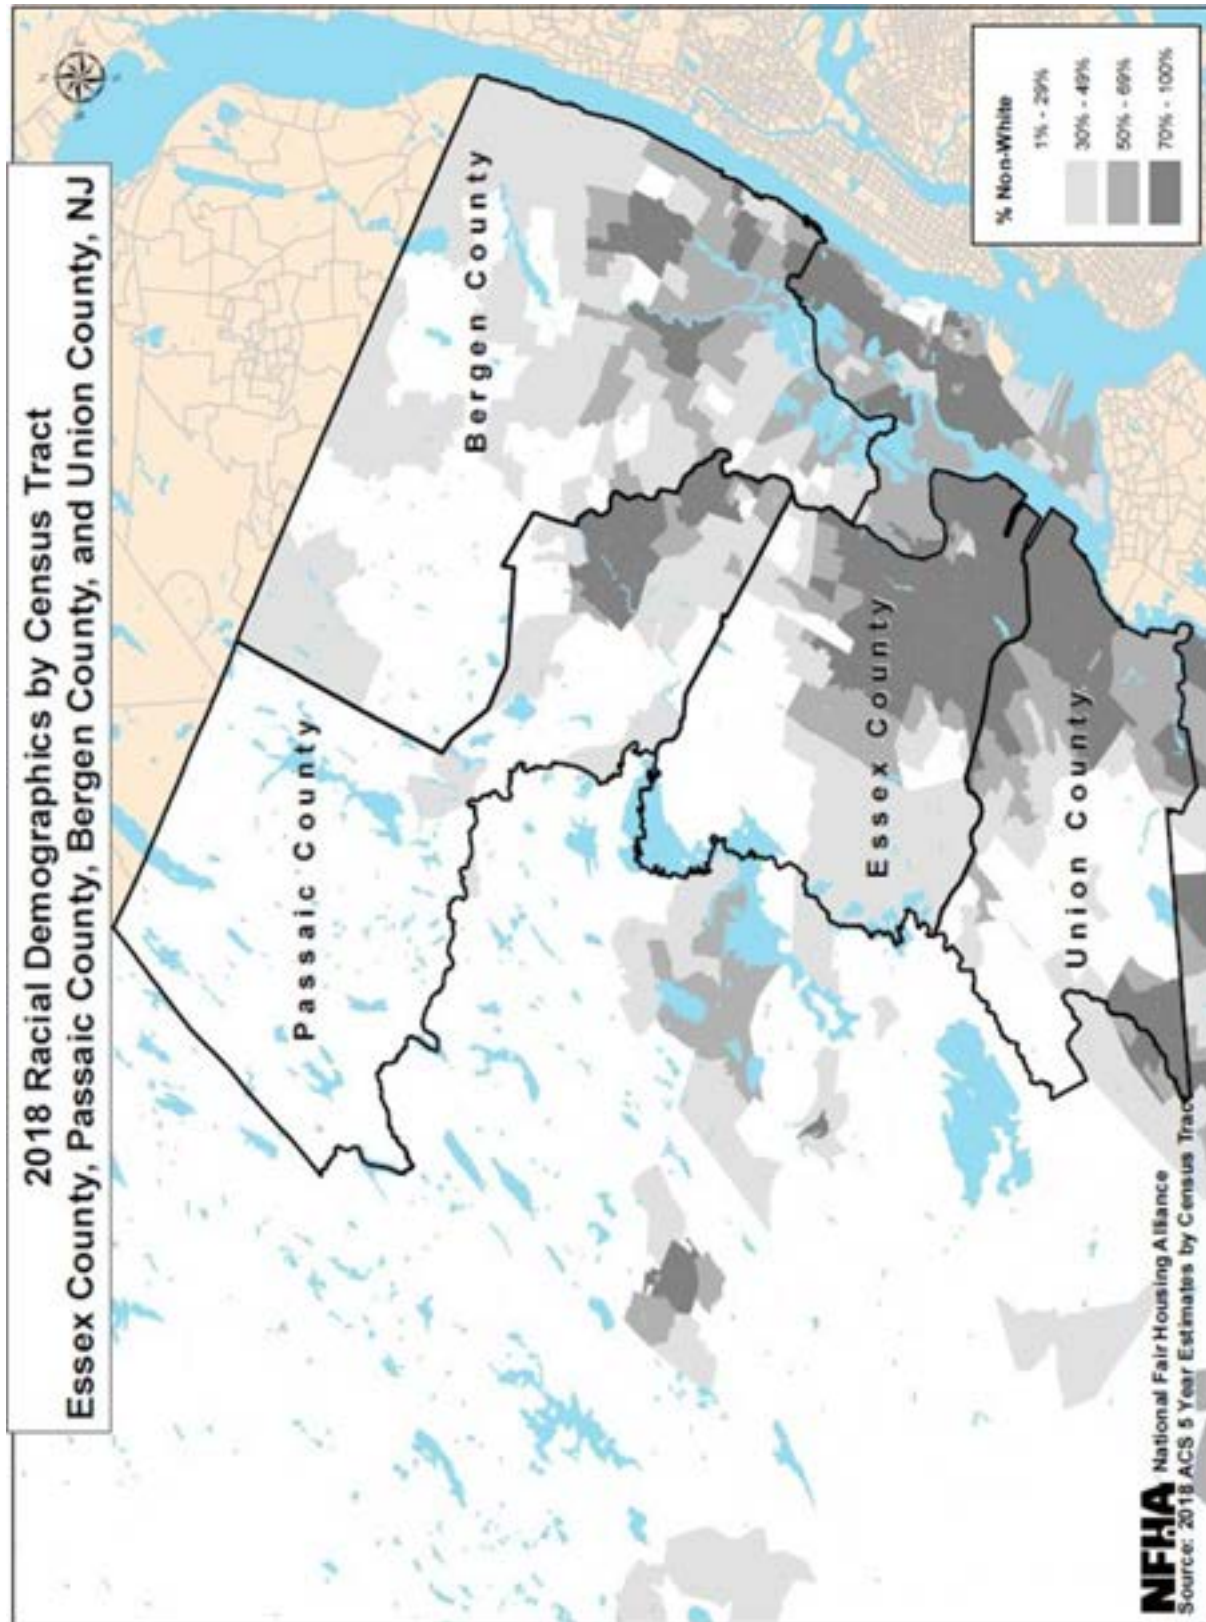 2018 Racial Demographics by Census Tract
Essex County, Passaic County, Bergen County, and Union County, NJ
N
Passaic County
Bergen County
Essex County
Union County
% Non-White
1% - 29%
30% - 49%
50% - 69%
70% - 100%
NFHA National Fair Housing Alliance
Source: 2018 ACS 5 Year Estimates by Census Trac